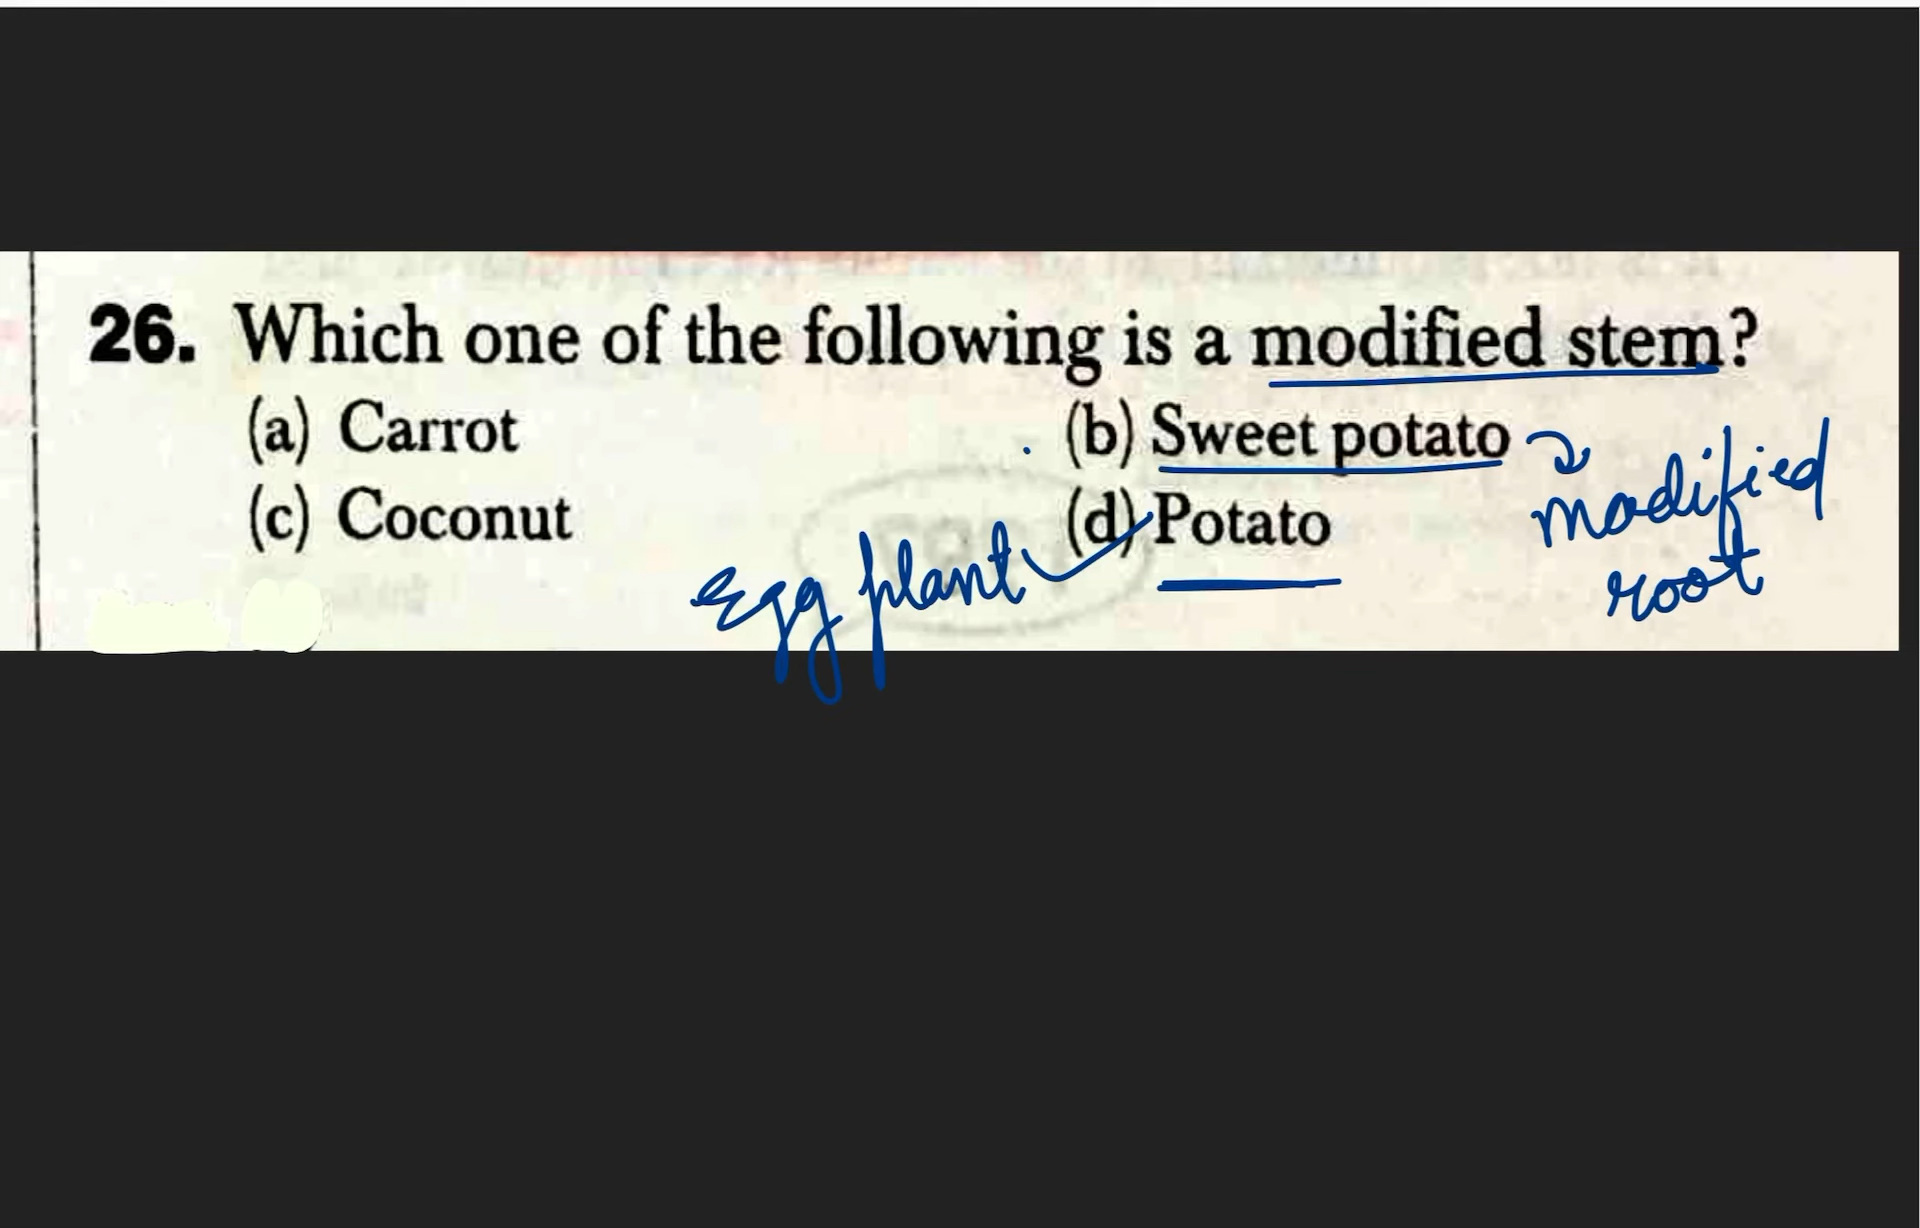 26. Which one of the following is a modified stem?
(a) Carrot (b) Sweet potato
(c) Coconut (d) Potato
modified
root
Egg plant